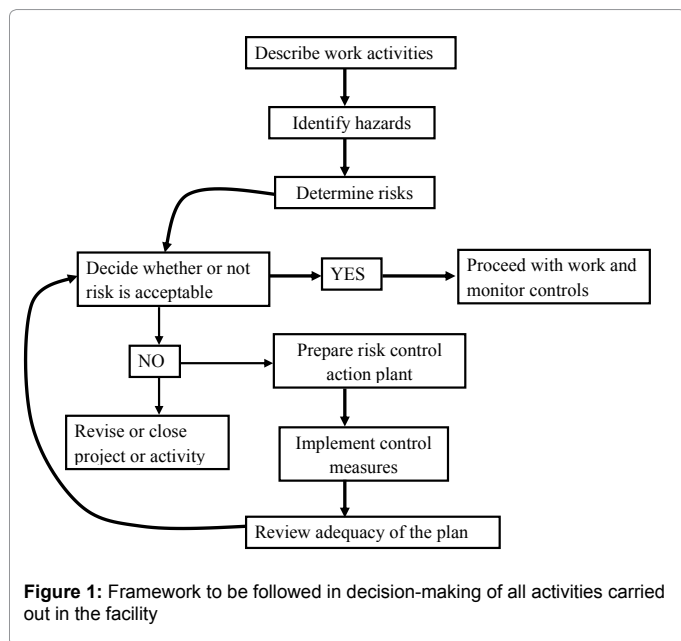 Describe work activities
Identify hazards
Determine risks
Decide whether or not
risk is acceptable
YES
Proceed with work and
monitor controls
NO
Prepare risk control
action plant
Revise or close
project or activity
Implement control
measures
Review adequacy of the plan
Figure 1: Framework to be followed in decision-making of all activities carried
out in the facility